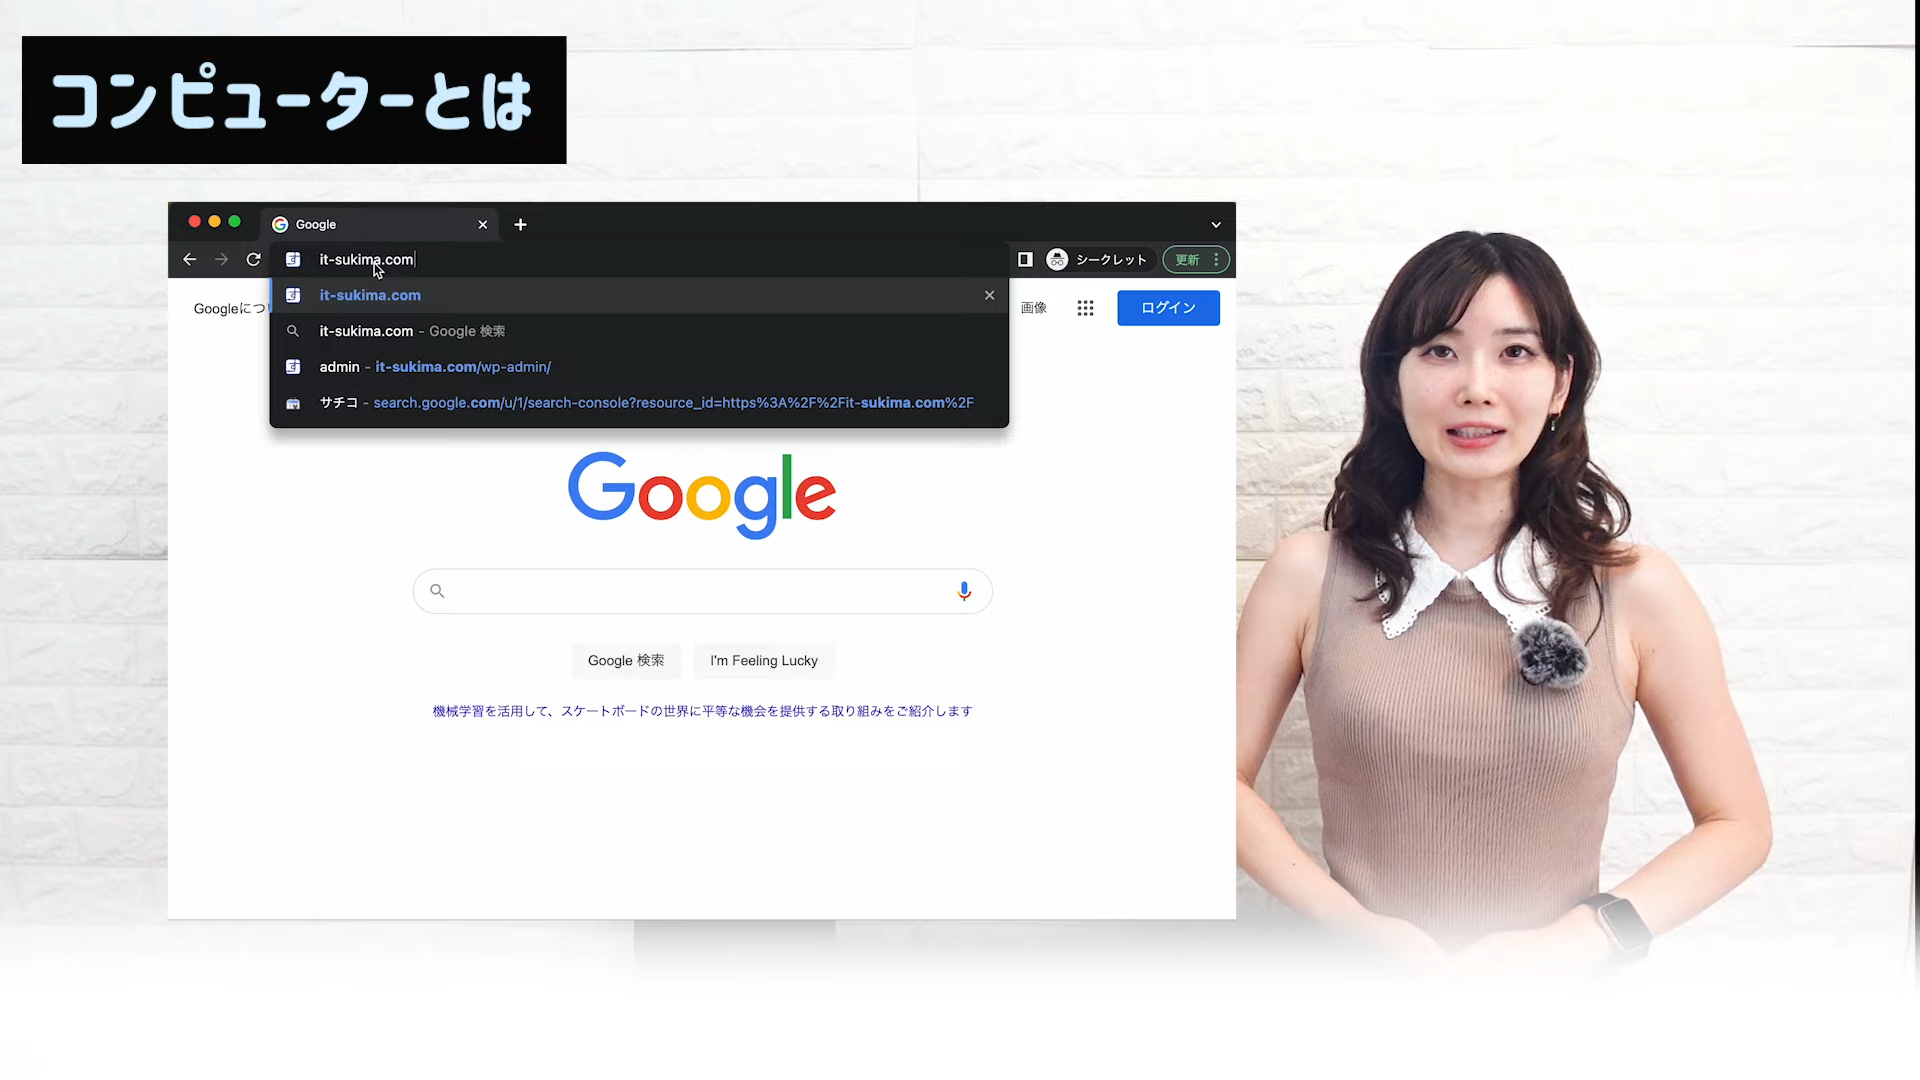 コンピューターとは
Google
it-sukima.com
シークレット
更新
it-sukima.com
Googleにつ
画像
ログイン
it-sukima.com - Google 検索
admin - it-sukima.com/wp-admin/
サチコ - search.google.com/u/1/search-console?resource_id=https%3A%2F%2Fit-sukima.com%2F
Google
Google 検索
I'm Feeling Lucky
機械学習を活用して、スケートボードの世界に平等な機会を提供する取り組みをご紹介します